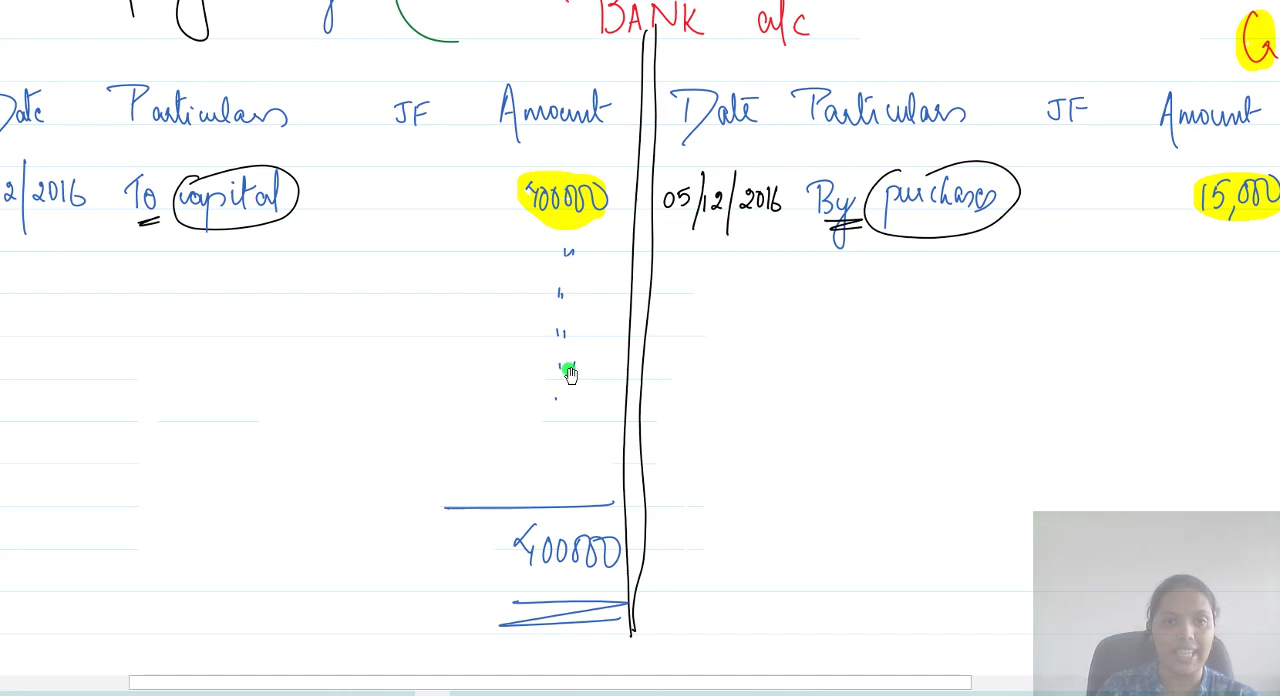 BANK a/c
G
Date Particulars JF Amount Date Particulars JF Amount
2/2016 To capital 400000 05/12/2016 By purchases 15,000
"
"
"
"
400000